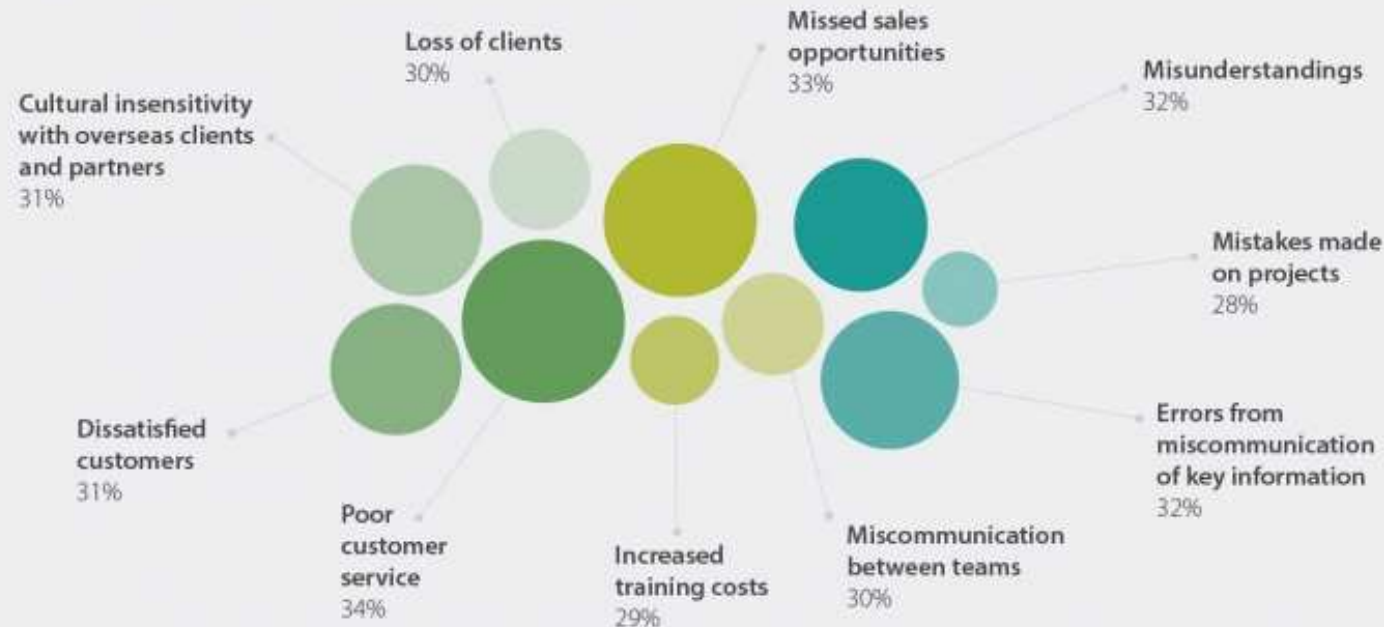 Loss of clients
30%
Missed sales
opportunities
33%
Misunderstandings
32%
Cultural insensitivity
with overseas clients
and partners
31%
Mistakes made
on projects
28%
Dissatisfied
customers
31%
Errors from
miscommunication
of key information
32%
Poor
customer
service
34%
Increased
training costs
29%
Miscommunication
between teams
30%